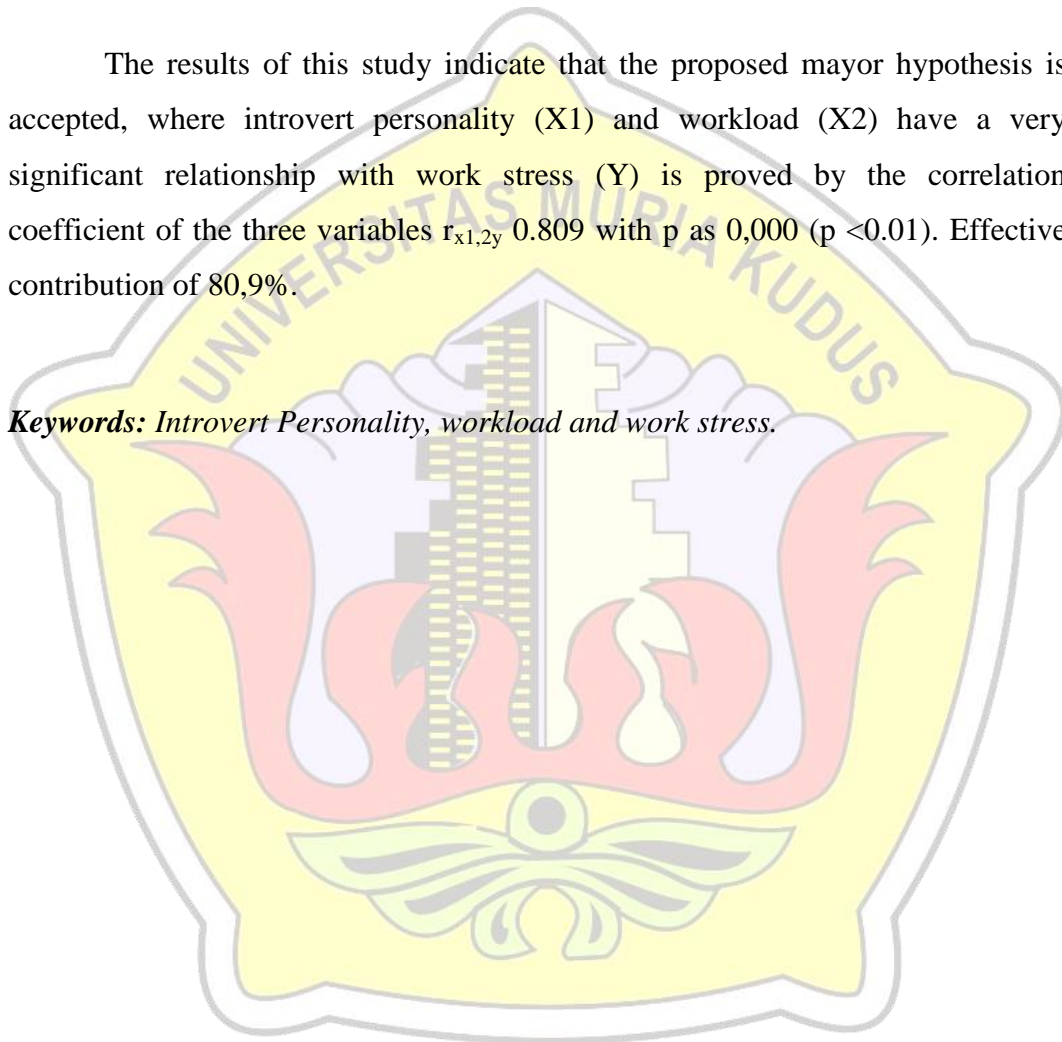 The results of this study indicate that the proposed mayor hypothesis is
accepted, where introvert personality (X1) and workload (X2) have a very
significant relationship with work stress (Y) is proved by the correlation
coefficient of the three variables rx1,2y 0.809 with p as 0,000 (p <0.01). Effective
contribution of 80,9%.
UNIVERSITAS MURIA KUDUS
Keywords: Introvert Personality, workload and work stress.